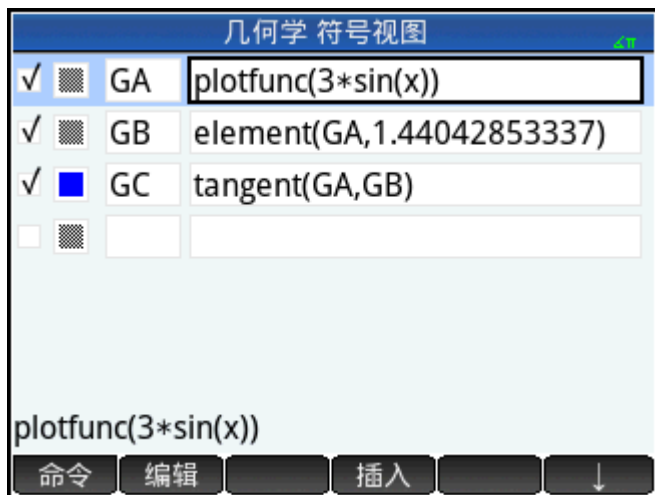 几何学 符号视图
∡π
√ GA plotfunc(3*sin(x))
√ GB element(GA,1.44042853337)
√ GC tangent(GA,GB)
plotfunc(3*sin(x))
命令 编辑 插入 ↓